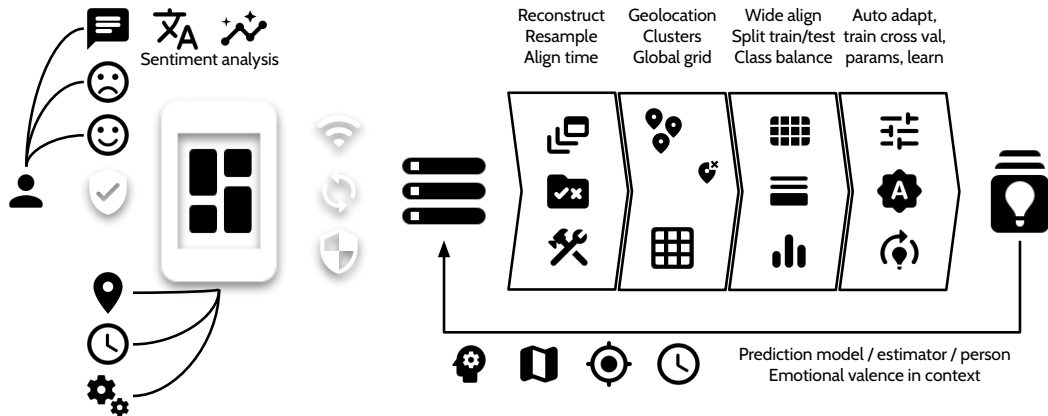 Sentiment analysis
Reconstruct
Resample
Align time
Geolocation
Clusters
Global grid
Wide align
Split train/test
Class balance
Auto adapt,
train cross val,
params, learn
A
Prediction model / estimator / person
Emotional valence in context